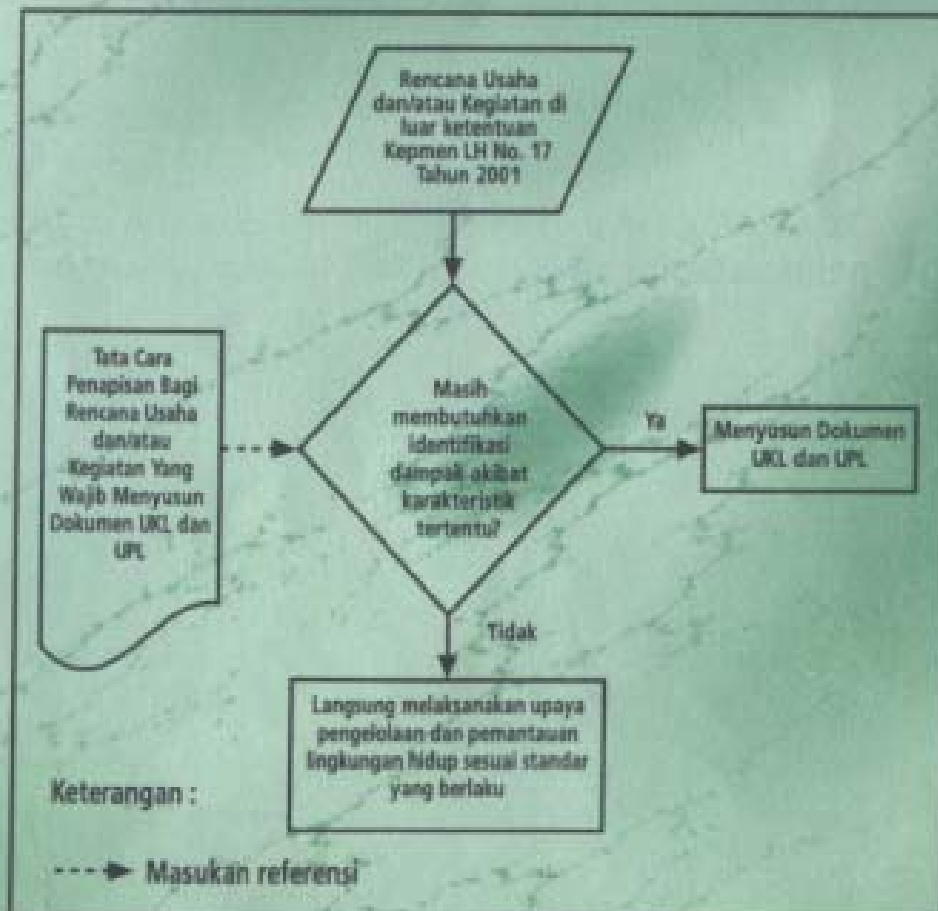 Rencana Usaha
dan/atau Kegiatan di
luar ketentuan
Kepmen LH No. 17
Tahun 2001
Tata Cara
Penapisan Bagi
Rencana Usaha
dan/atau
Kegiatan Yang
Wajib Menyusun
Dokumen UKL dan
UPL
Masih
membutuhkan
identifikasi
dampak akibat
karakteristik
tertentu?
Ya
Menyusun Dokumen
UKL dan UPL
Tidak
Langsung melaksanakan upaya
pengelolaan dan pemantauan
lingkungan hidup sesuai standar
yang berlaku
Keterangan :
Masukan referensi